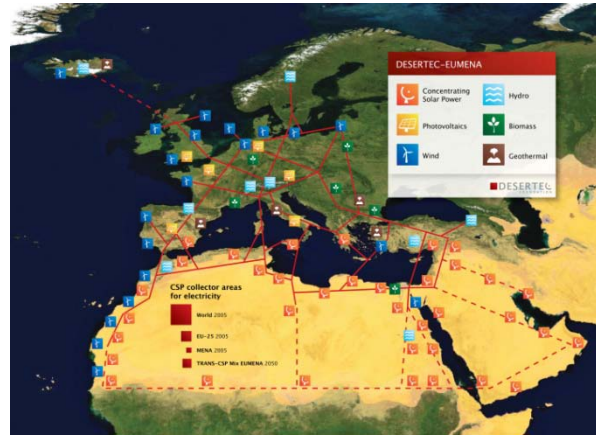 DESERTEC-EUMENA
Concentrating
Solar Power
Hydro
Photovoltaics
Biomass
Wind
Geothermal
DESERTEC
FOUNDATION
CSP collector areas
for electricity
World 2005
EU-25 2005
MENA 2005
TRANS-CSP Mix EUMENA 2050